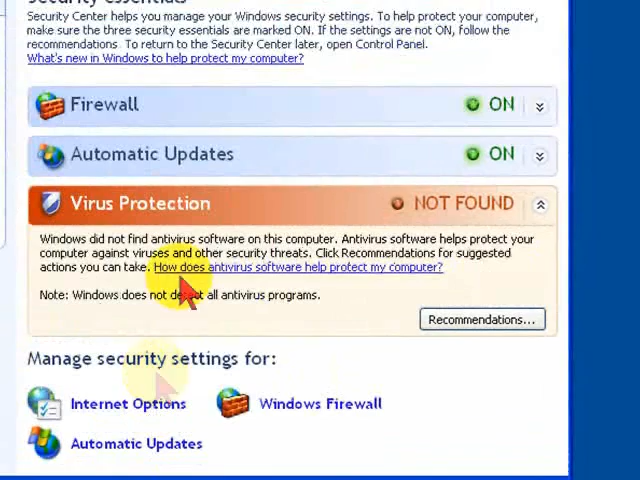 Security essentials
Security Center helps you manage your Windows security settings. To help protect your computer,
make sure the three security essentials are marked ON. If the settings are not ON, follow the
recommendations. To return to the Security Center later, open Control Panel.
What's new in Windows to help protect my computer?
Firewall ON
Automatic Updates ON
Virus Protection NOT FOUND
Windows did not find antivirus software on this computer. Antivirus software helps protect your
computer against viruses and other security threats. Click Recommendations for suggested
actions you can take. How does antivirus software help protect my computer?
Note: Windows does not detect all antivirus programs.
Recommendations...
Manage security settings for:
Internet Options Windows Firewall
Automatic Updates